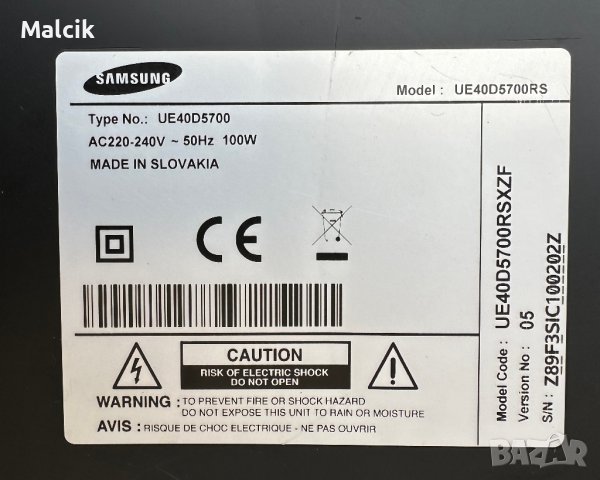 Malcik
SAMSUNG
Model : UE40D5700RS
Type No.: UE40D5700
AC220-240V ~ 50Hz 100W
MADE IN SLOVAKIA
CE
CAUTION
RISK OF ELECTRIC SHOCK
DO NOT OPEN
WARNING : TO PREVENT FIRE OR SHOCK HAZARD
DO NOT EXPOSE THIS UNIT TO RAIN OR MOISTURE
AVIS : RISQUE DE CHOC ELECTRIQUE - NE PAS OUVRIR
Model Code : UE40D5700RSXZF
Version No : 05
S/N : Z89F3SIC100202Z
BAZAR